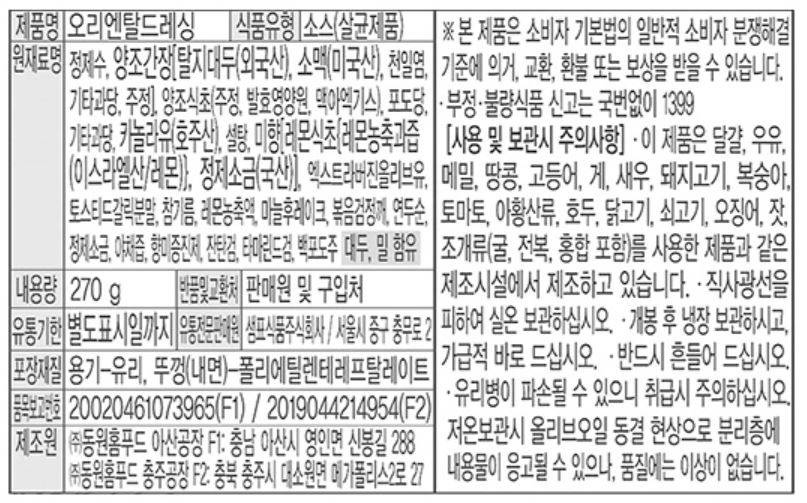 제품명 오리엔탈드레싱 식품유형 소스(살균제품)
원재료명 정제수, 양조간장[탈지대두(외국산), 소맥(미국산), 천일염,
기타과당, 주정], 양조식초(주정, 발효영양원, 맥아엑기스), 포도당,
기타과당, 카놀라유(호주산), 설탕, 미향[레몬식초{레몬농축과즙
(이스라엘산/레몬)}, 정제소금(국산)], 엑스트라버진올리브유,
토스티드갈릭분말, 참기름, 레몬농축액, 마늘후레이크, 볶음검정깨, 연두순,
정제소금, 야채즙, 향미증진제, 잔탄검, 타마린드검, 백포도주 대두, 밀 함유
내용량 270 g 반품및교환처 판매원 및 구입처
유통기한 별도표시일까지 유통전문판매원 샘표식품주식회사 / 서울시 중구 충무로 2
포장재질 용기-유리, 뚜껑(내면)-폴리에틸렌테레프탈레이트
품목보고번호 20020461073965(F1) / 2019044214954(F2)
제조원 ㈜동원홈푸드 아산공장 F1: 충남 아산시 영인면 신봉길 288
㈜동원홈푸드 충주공장 F2: 충북 충주시 대소원면 메가폴리스2로 27
※ 본 제품은 소비자 기본법의 일반적 소비자 분쟁해결
기준에 의거, 교환, 환불 또는 보상을 받을 수 있습니다.
·부정·불량식품 신고는 국번없이 1399
[사용 및 보관시 주의사항] ·이 제품은 달걀, 우유,
메밀, 땅콩, 고등어, 게, 새우, 돼지고기, 복숭아,
토마토, 아황산류, 호두, 닭고기, 쇠고기, 오징어, 잣,
조개류(굴, 전복, 홍합 포함)를 사용한 제품과 같은
제조시설에서 제조하고 있습니다. ·직사광선을
피하여 실온 보관하십시오. ·개봉 후 냉장 보관하시고,
가급적 바로 드십시오. ·반드시 흔들어 드십시오.
·유리병이 파손될 수 있으니 취급시 주의하십시오.
저온보관시 올리브오일 동결 현상으로 분리층에
내용물이 응고될 수 있으나, 품질에는 이상이 없습니다.